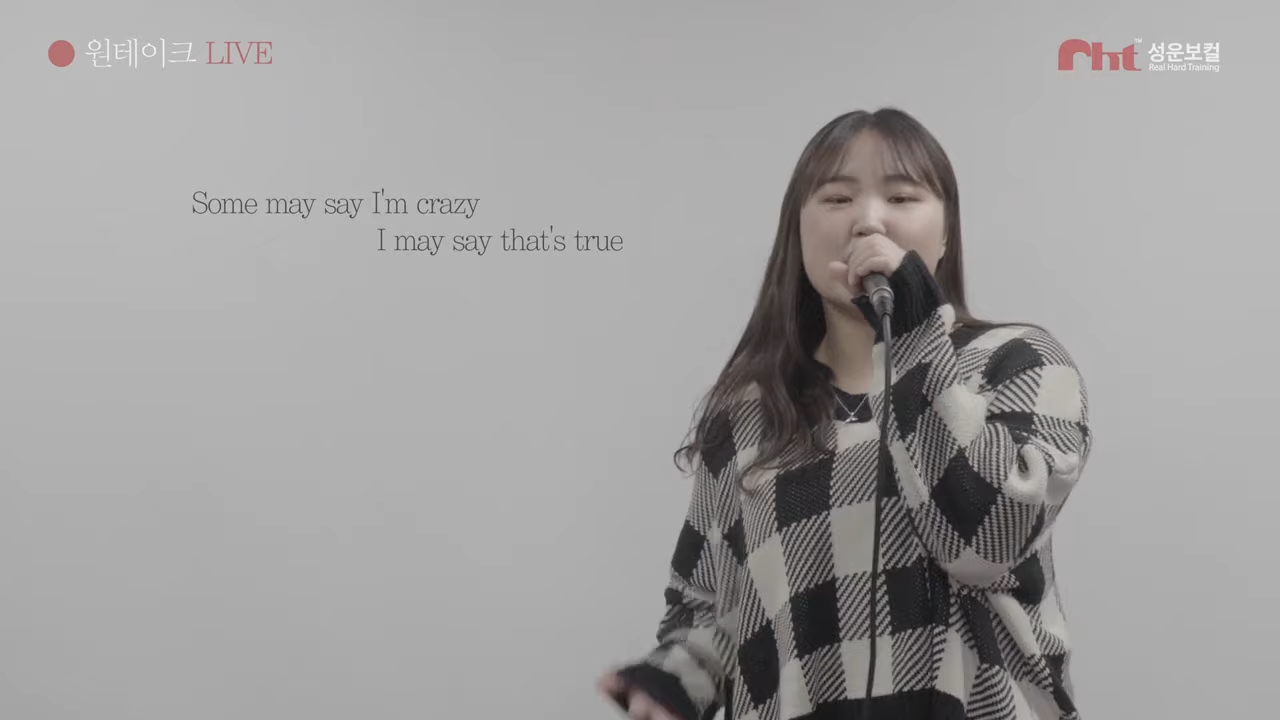 원테이크 LIVE
rht™ 성운보컬
Real Hard Training
Some may say I'm crazy
I may say that's true